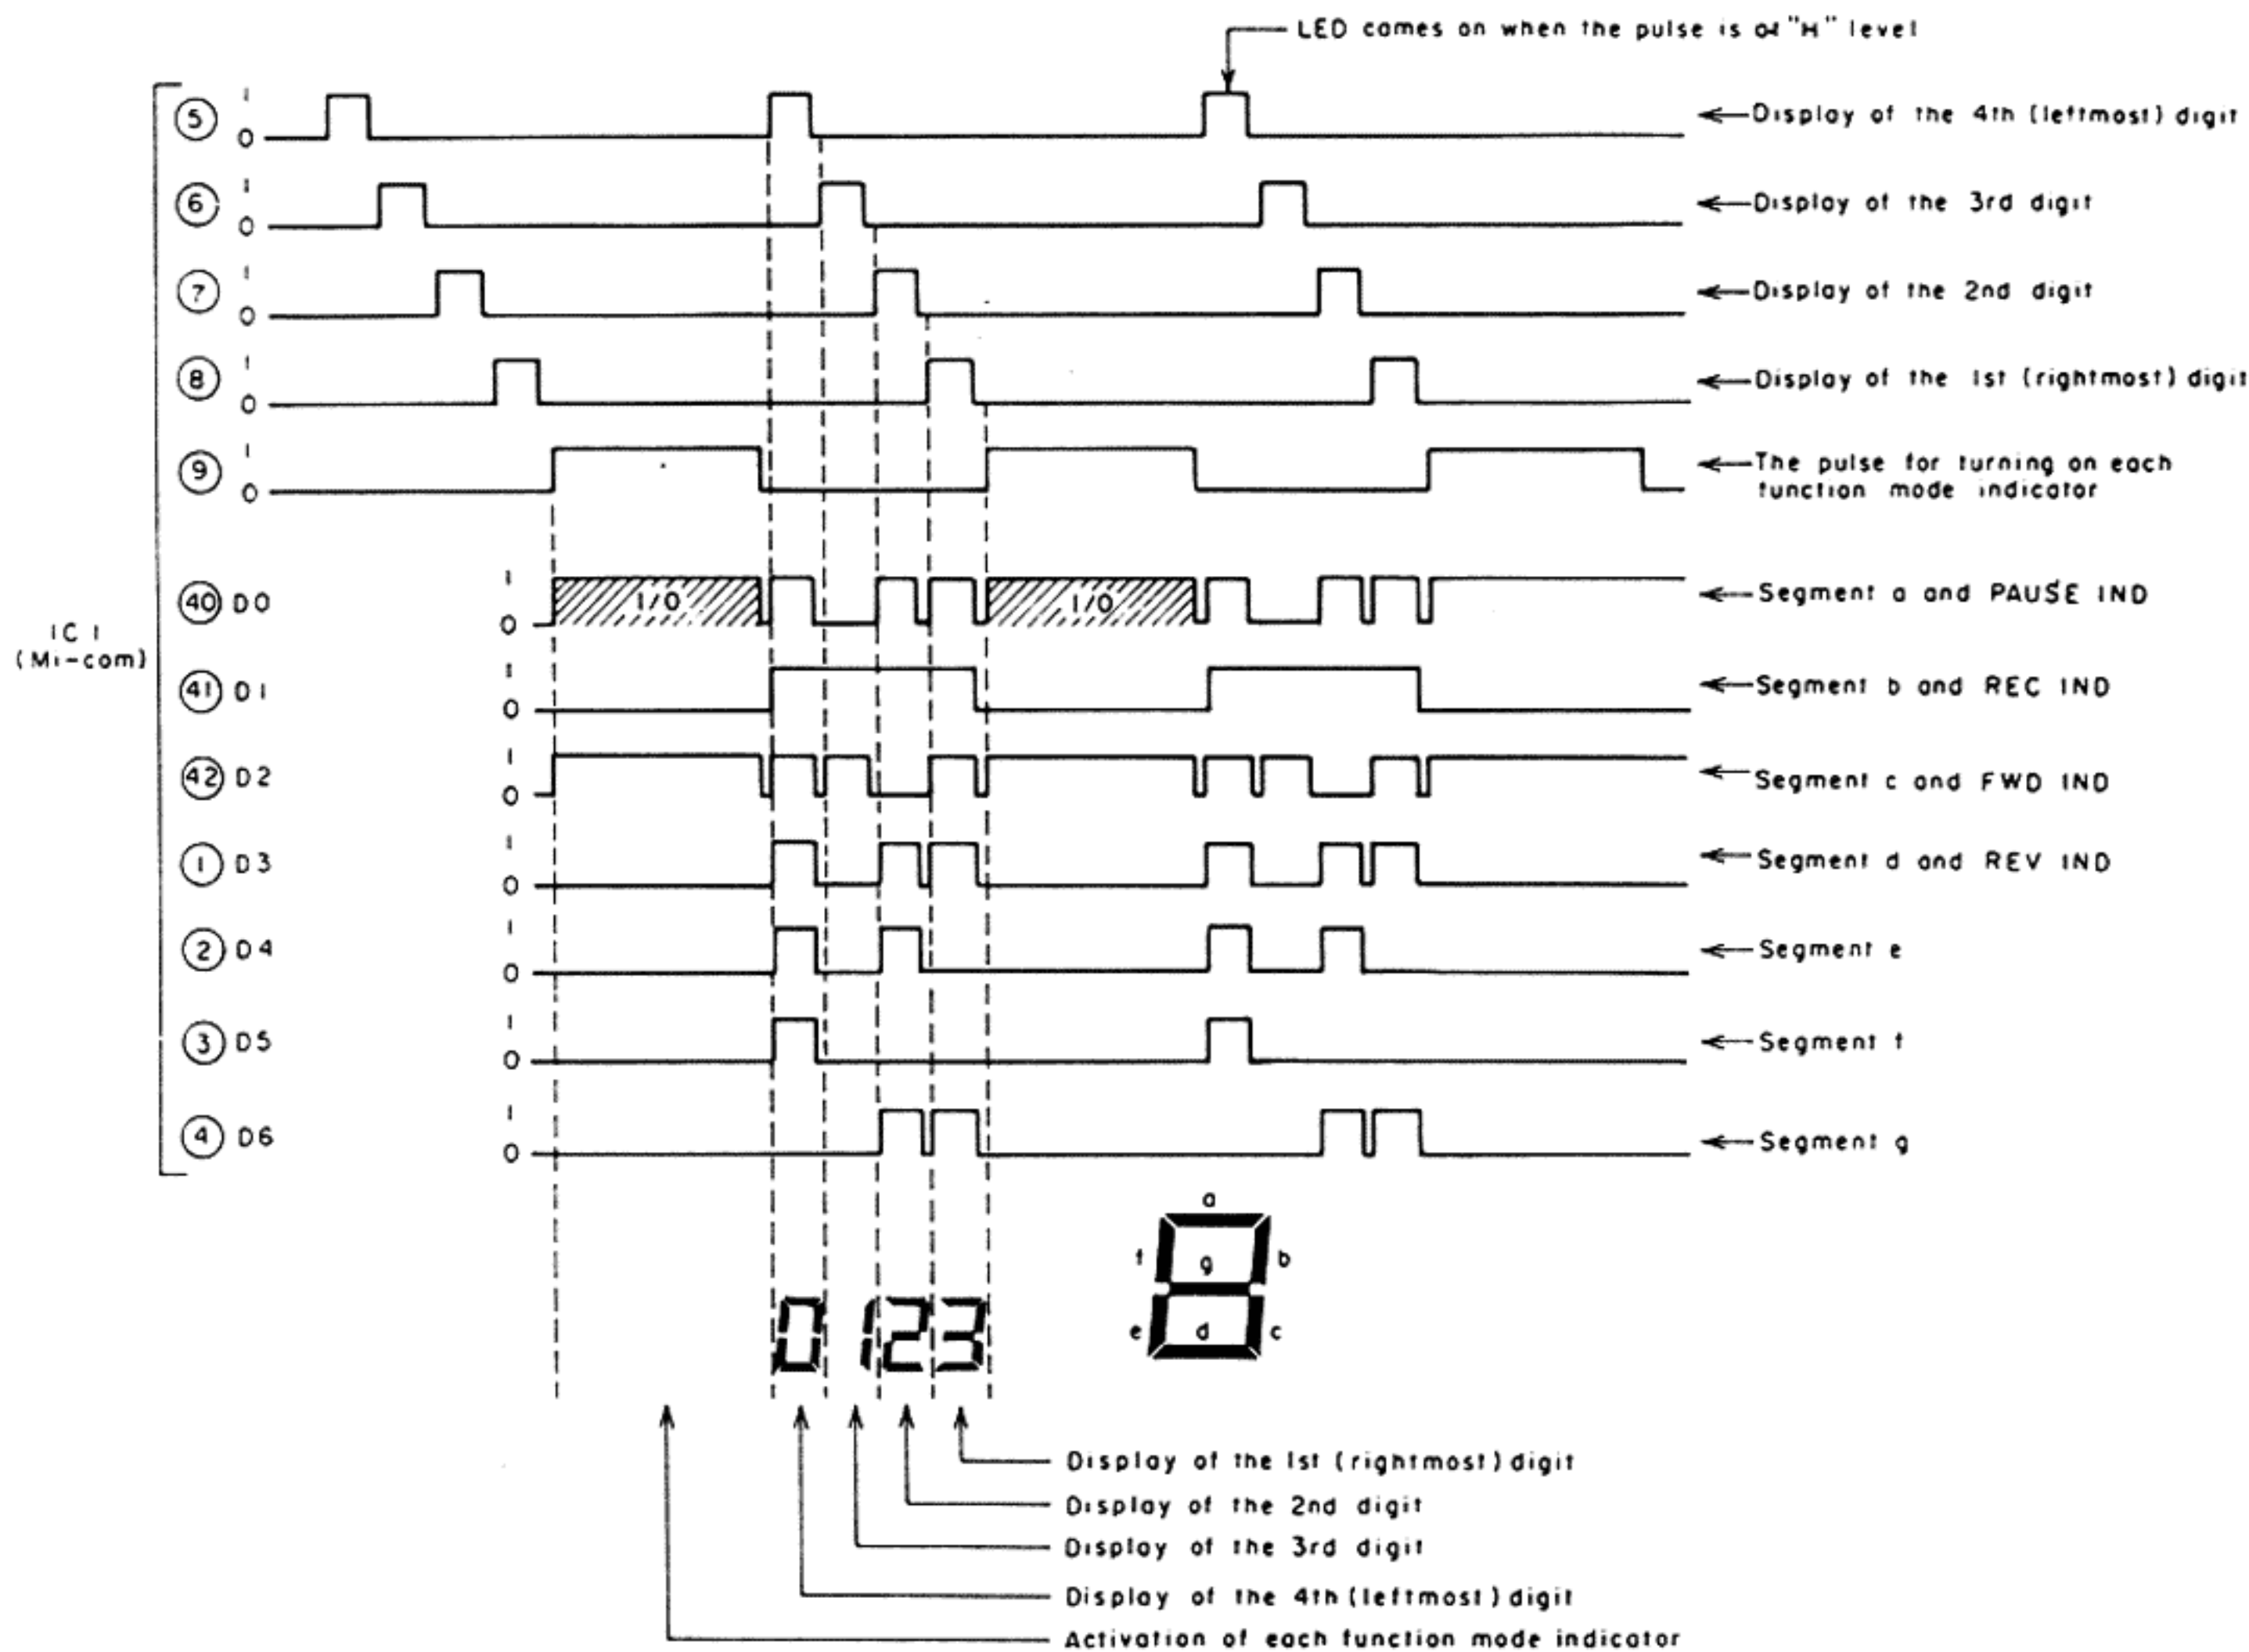 LED comes on when the pulse is at "H" level
5 1 0 Display of the 4th (leftmost) digit
6 1 0 Display of the 3rd digit
7 1 0 Display of the 2nd digit
8 1 0 Display of the 1st (rightmost) digit
9 1 0 The pulse for turning on each
function mode indicator
IC 1
(Mi-com)
40 D0 1 0 1/0 1/0 Segment a and PAUSE IND
41 D1 1 0 Segment b and REC IND
42 D2 1 0 Segment c and FWD IND
1 D3 1 0 Segment d and REV IND
2 D4 1 0 Segment e
3 D5 1 0 Segment f
4 D6 1 0 Segment g
a
f g b
e d c
0123
Display of the 1st (rightmost) digit
Display of the 2nd digit
Display of the 3rd digit
Display of the 4th (leftmost) digit
Activation of each function mode indicator